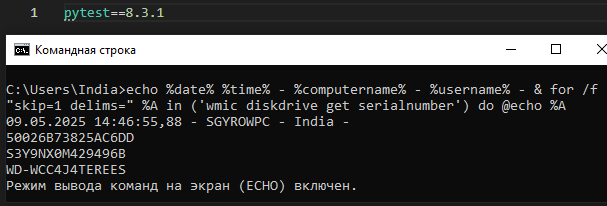 1 pytest==8.3.1
Командная строка
C:\Users\India>echo %date% %time% - %computername% - %username% - & for /f
"skip=1 delims=" %A in ('wmic diskdrive get serialnumber') do @echo %A
09.05.2025 14:46:55,88 - SGYROWPC - India -
50026B73825AC6DD
S3Y9NX0M429496B
WD-WCC4J4TEREES
Режим вывода команд на экран (ECHO) включен.